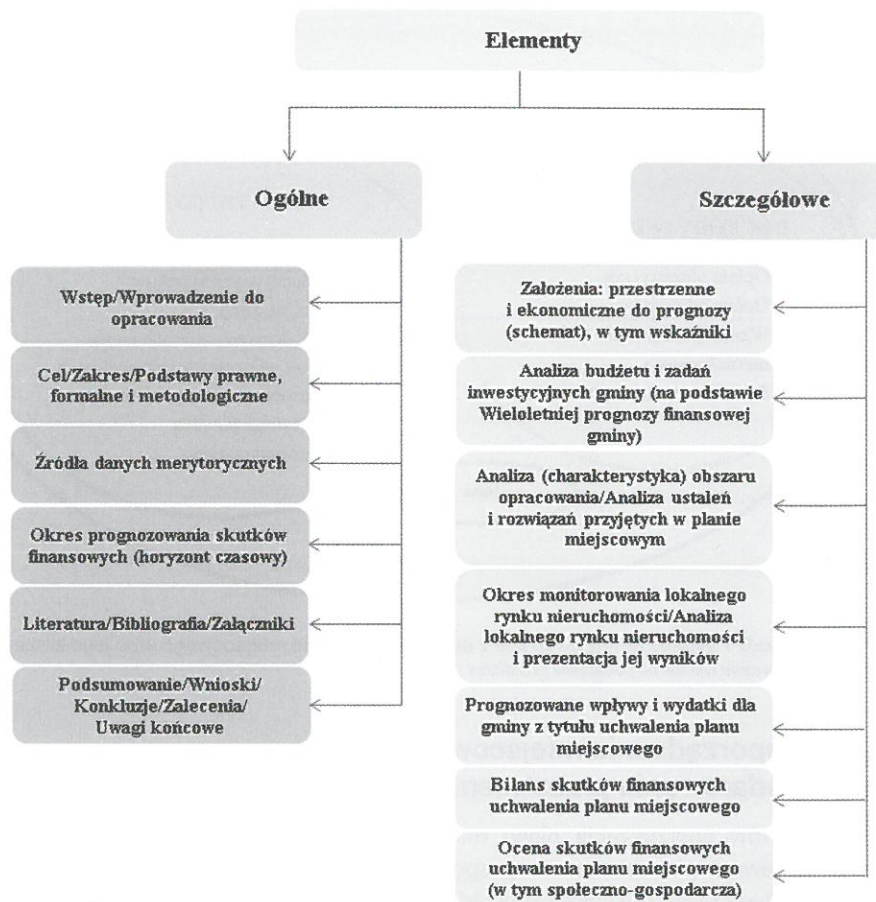 Elementy
Ogólne
Wstęp/Wprowadzenie do
opracowania
Cel/Zakres/Podstawy prawne,
formalne i metodologiczne
Źródła danych merytorycznych
Okres prognozowania skutków
finansowych (horyzont czasowy)
Literatura/Bibliografia/Załączniki
Podsumowanie/Wnioski/
Konkluzje/Zalecenia/
Uwagi końcowe
Szczegółowe
Założenia: przestrzenne
i ekonomiczne do prognozy
(schemat), w tym wskaźniki
Analiza budżetu i zadań
inwestycyjnych gminy (na podstawie
Wieloletniej prognozy finansowej
gminy)
Analiza (charakterystyka) obszaru
opracowania/Analiza ustaleń
i rozwiązań przyjętych w planie
miejscowym
Okres monitorowania lokalnego
rynku nieruchomości/Analiza
lokalnego rynku nieruchomości
i prezentacja jej wyników
Prognozowane wpływy i wydatki dla
gminy z tytułu uchwalenia planu
miejscowego
Bilans skutków finansowych
uchwalenia planu miejscowego
Ocena skutków finansowych
uchwalenia planu miejscowego
(w tym społeczno-gospodarcza)